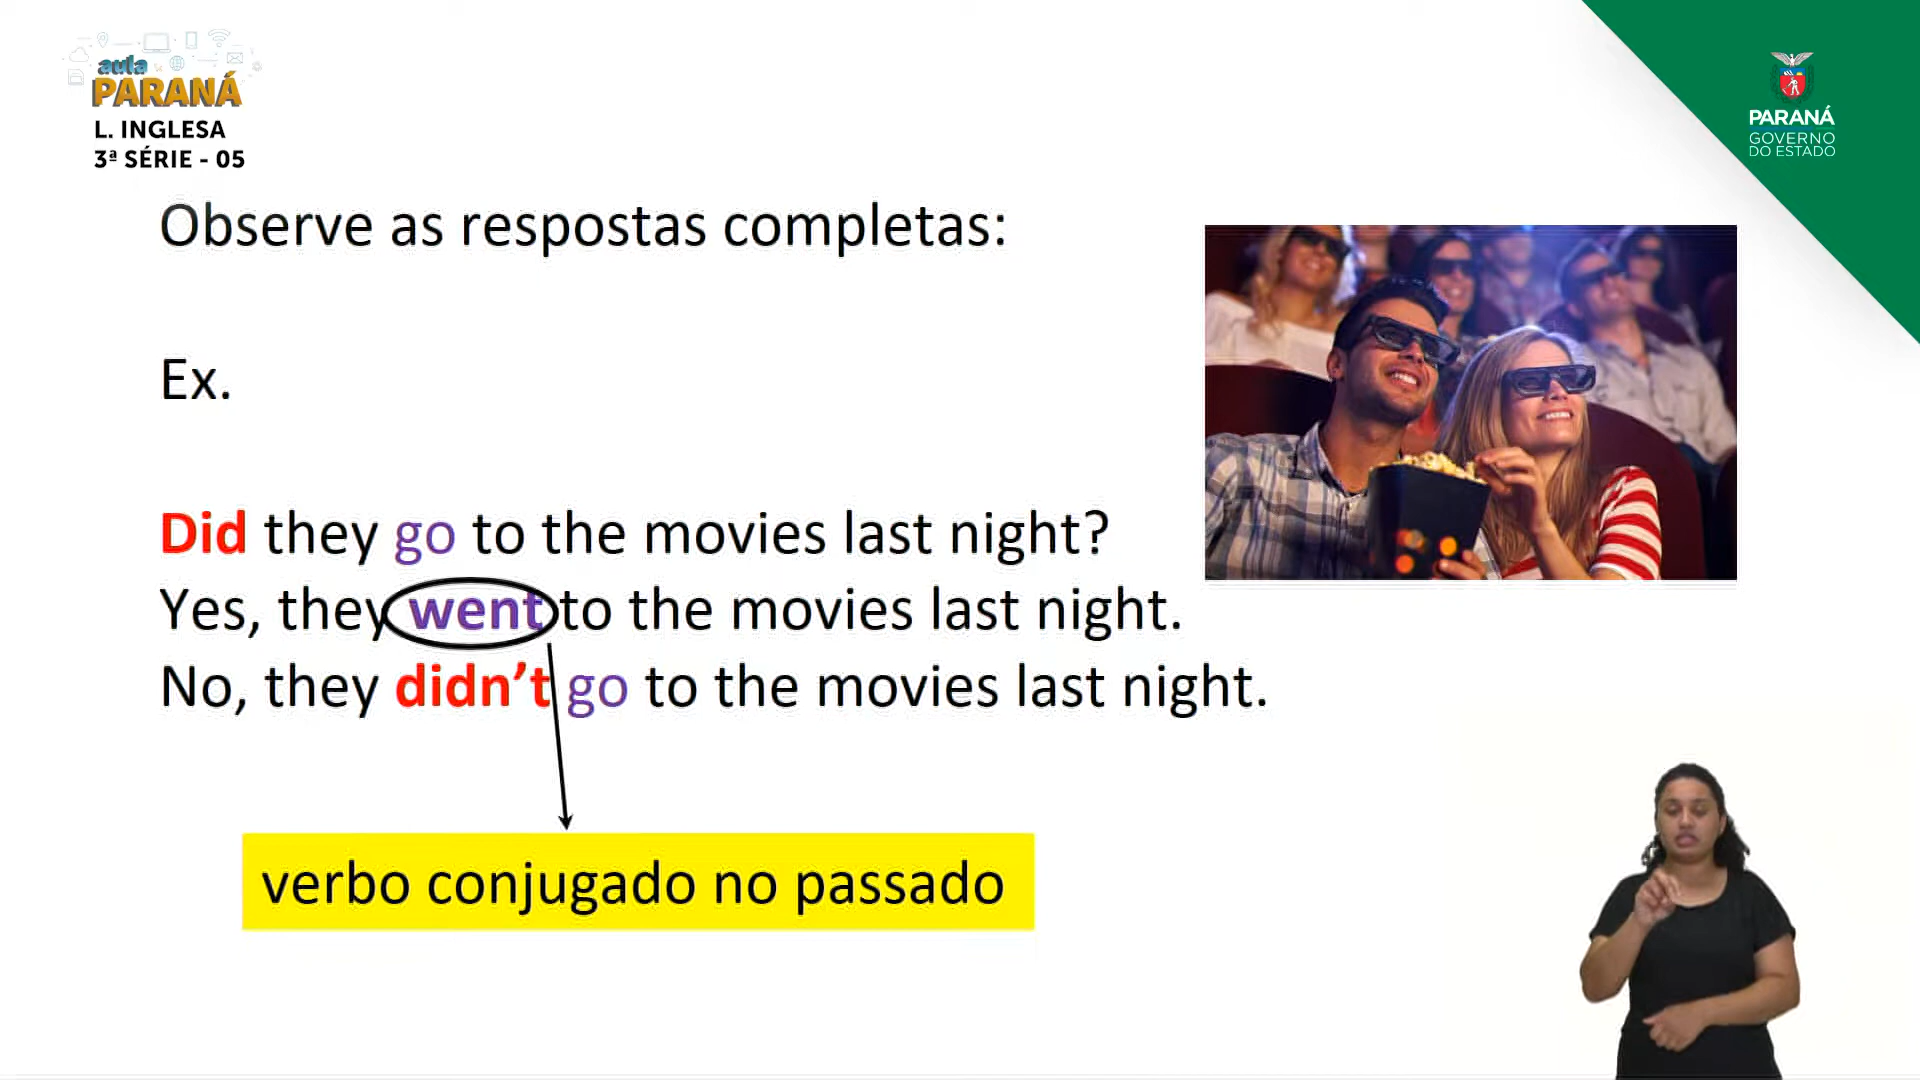 aula
PARANÁ
L. INGLESA
3ª SÉRIE - 05
PARANÁ
GOVERNO
DO ESTADO
Observe as respostas completas:
Ex.
Did they go to the movies last night?
Yes, they went to the movies last night.
No, they didn’t go to the movies last night.
verbo conjugado no passado